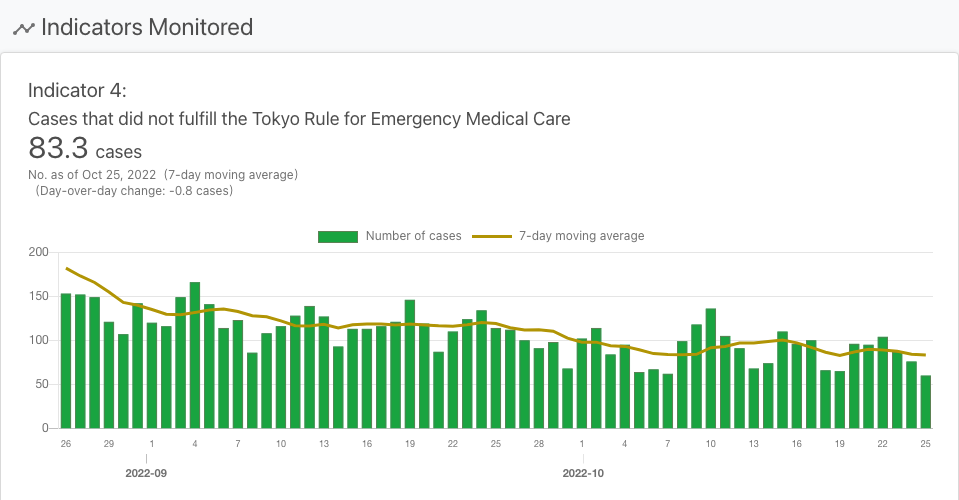 Indicators Monitored
Indicator 4:
Cases that did not fulfill the Tokyo Rule for Emergency Medical Care
83.3 cases
No. as of Oct 25, 2022 (7-day moving average)
(Day-over-day change: -0.8 cases)
Number of cases 7-day moving average
200
150
100
50
0
26 29 1 4 7 10 13 16 19 22 25 28 1 4 7 10 13 16 19 22 25
2022-09 2022-10